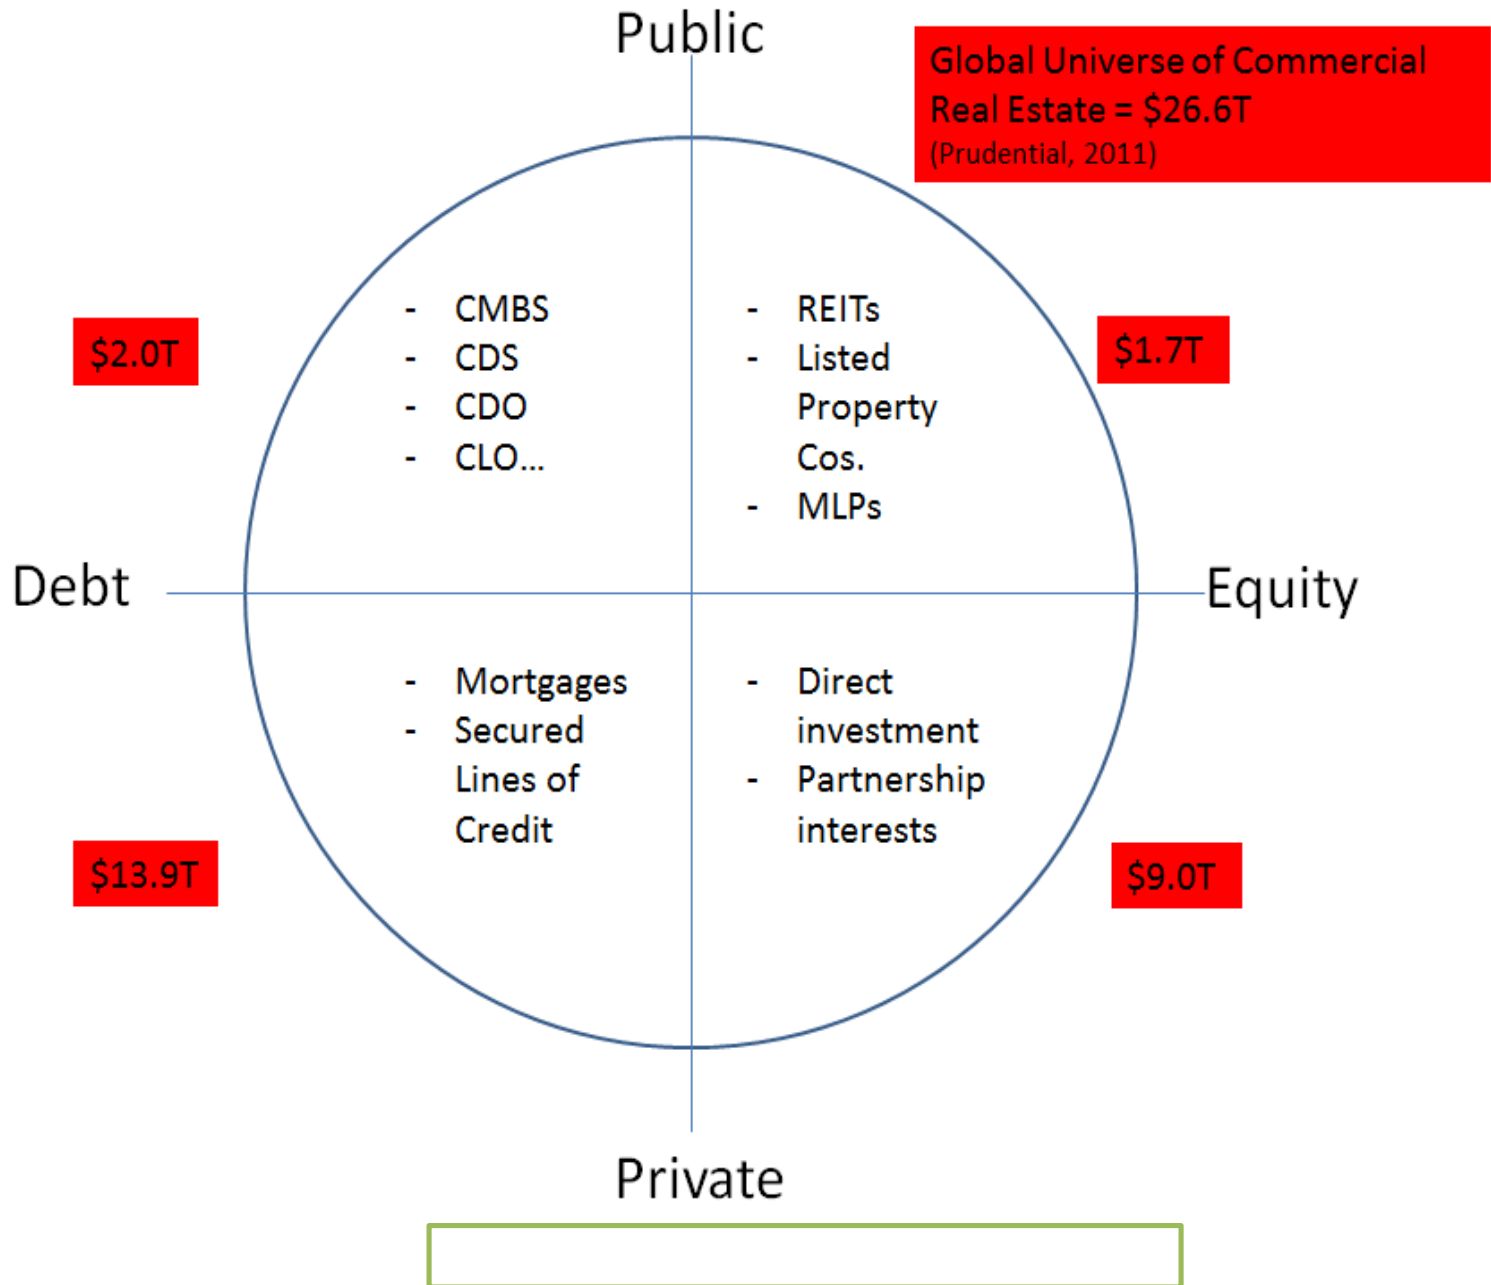 Public
Global Universe of Commercial
Real Estate = $26.6T
(Prudential, 2011)
$2.0T
- CMBS
- CDS
- CDO
- CLO...
- REITs
- Listed
Property
Cos.
- MLPs
$1.7T
Debt
Equity
- Mortgages
- Secured
Lines of
Credit
- Direct
investment
- Partnership
interests
$13.9T
$9.0T
Private